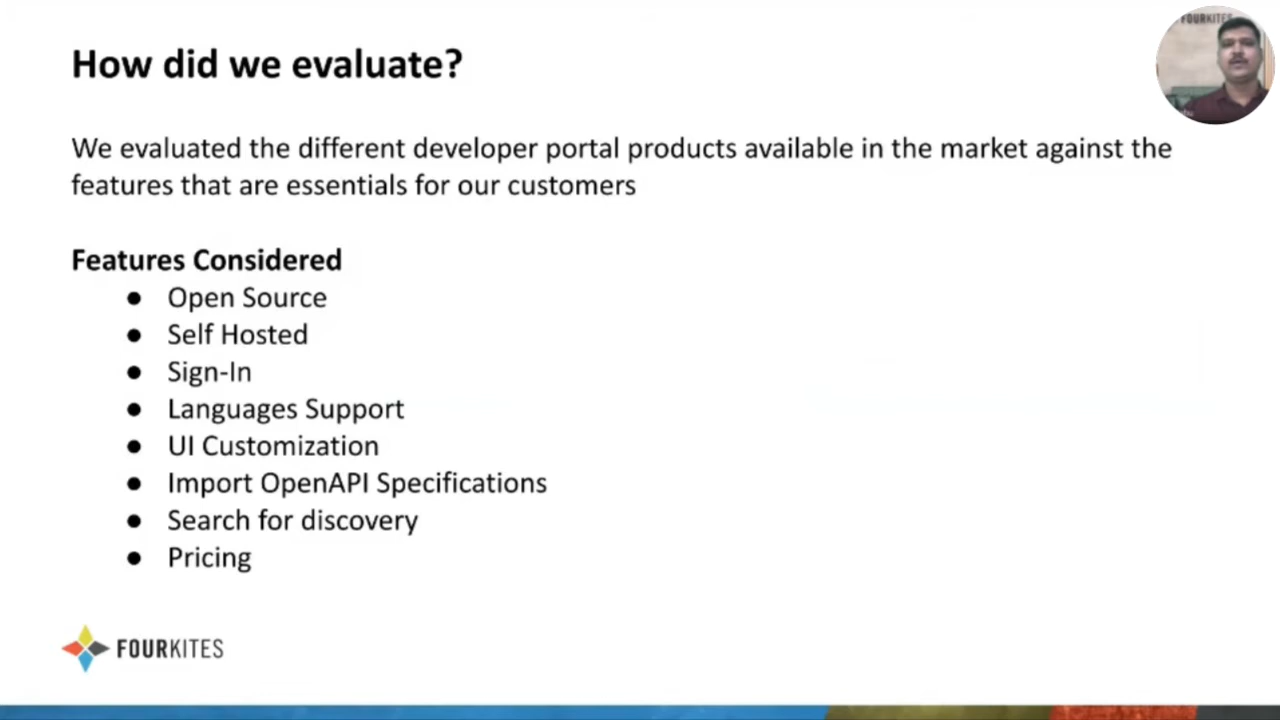 How did we evaluate?
We evaluated the different developer portal products available in the market against the
features that are essentials for our customers
Features Considered
● Open Source
● Self Hosted
● Sign-In
● Languages Support
● UI Customization
● Import OpenAPI Specifications
● Search for discovery
● Pricing
FOURKITES
FOURKITES